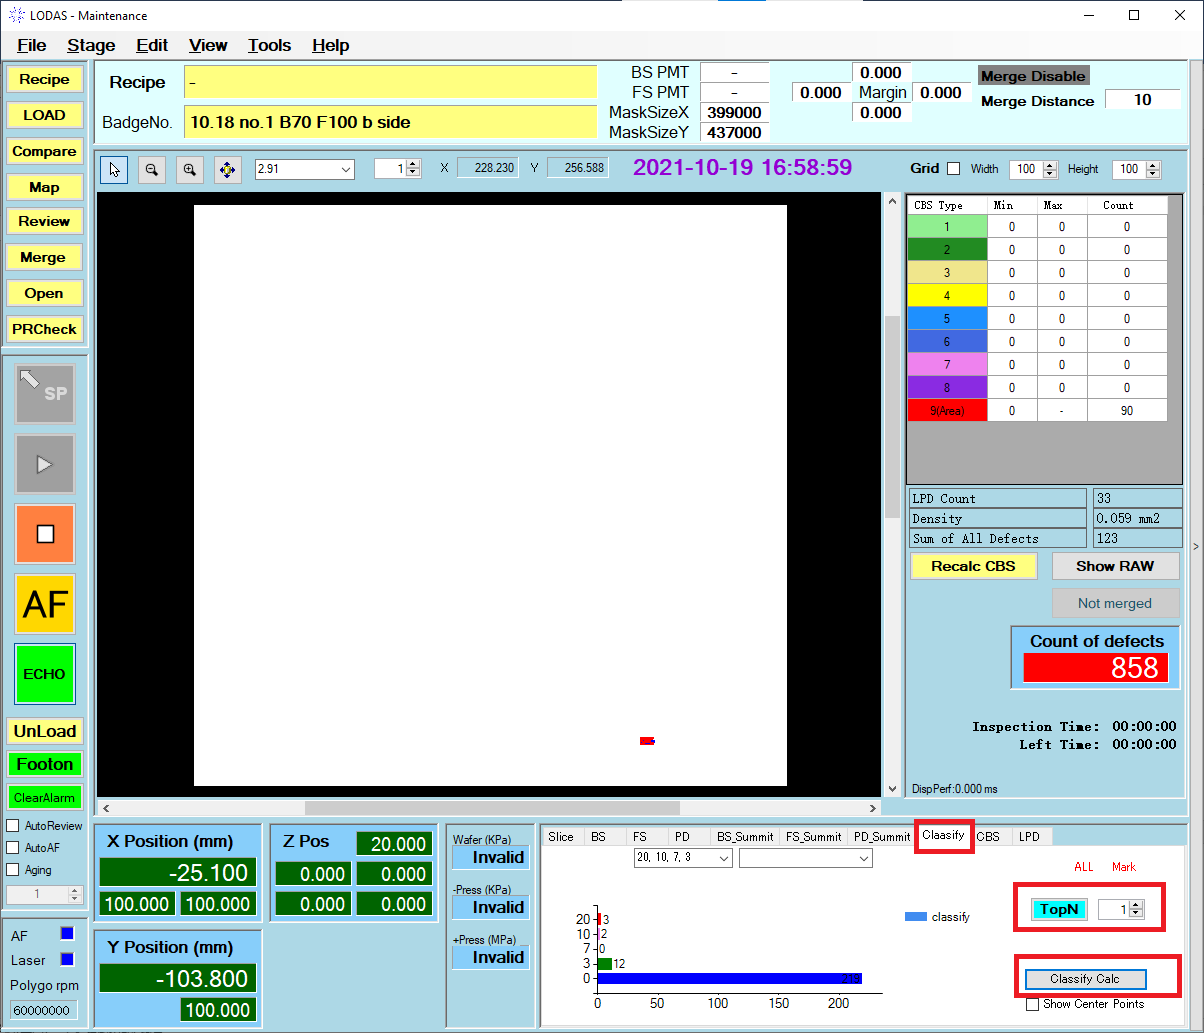 LODAS - Maintenance
File Stage Edit View Tools Help
Recipe
LOAD
Compare
Map
Review
Merge
Open
PRCheck
SP
AF
ECHO
UnLoad
Footon
ClearAlarm
AutoReview
AutoAF
Aging
1
AF
Laser
Polygo rpm
60000000
Recipe -
BadgeNo. 10.18 no.1 B70 F100 b side
BS PMT -
FS PMT -
MaskSizeX 399000
MaskSizeY 437000
0.000
0.000 Margin 0.000
0.000
Merge Disable
Merge Distance 10
2.91 1 X 228.230 Y 256.588 2021-10-19 16:58:59 Grid Width 100 Height 100
CBS Type Min Max Count
1 0 0 0
2 0 0 0
3 0 0 0
4 0 0 0
5 0 0 0
6 0 0 0
7 0 0 0
8 0 0 0
9(Area) 0 - 90
LPD Count 33
Density 0.059 mm2
Sum of All Defects 123
Recalc CBS Show RAW
Not merged
Count of defects
858
Inspection Time: 00:00:00
Left Time: 00:00:00
DispPerf:0.000 ms
X Position (mm)
-25.100
100.000 100.000
Y Position (mm)
-103.800
100.000
Z Pos 20.000
0.000 0.000
0.000 0.000
Wafer (KPa)
Invalid
-Press (KPa)
Invalid
+Press (MPa)
Invalid
Slice BS FS PD BS_Summit FS_Summit PD_Summit Claasify CBS LPD
20, 10, 7, 3
ALL Mark
TopN 1
classify
20 3
10 2
7 0
3 12
0 219
0 50 100 150 200
Classify Calc
Show Center Points